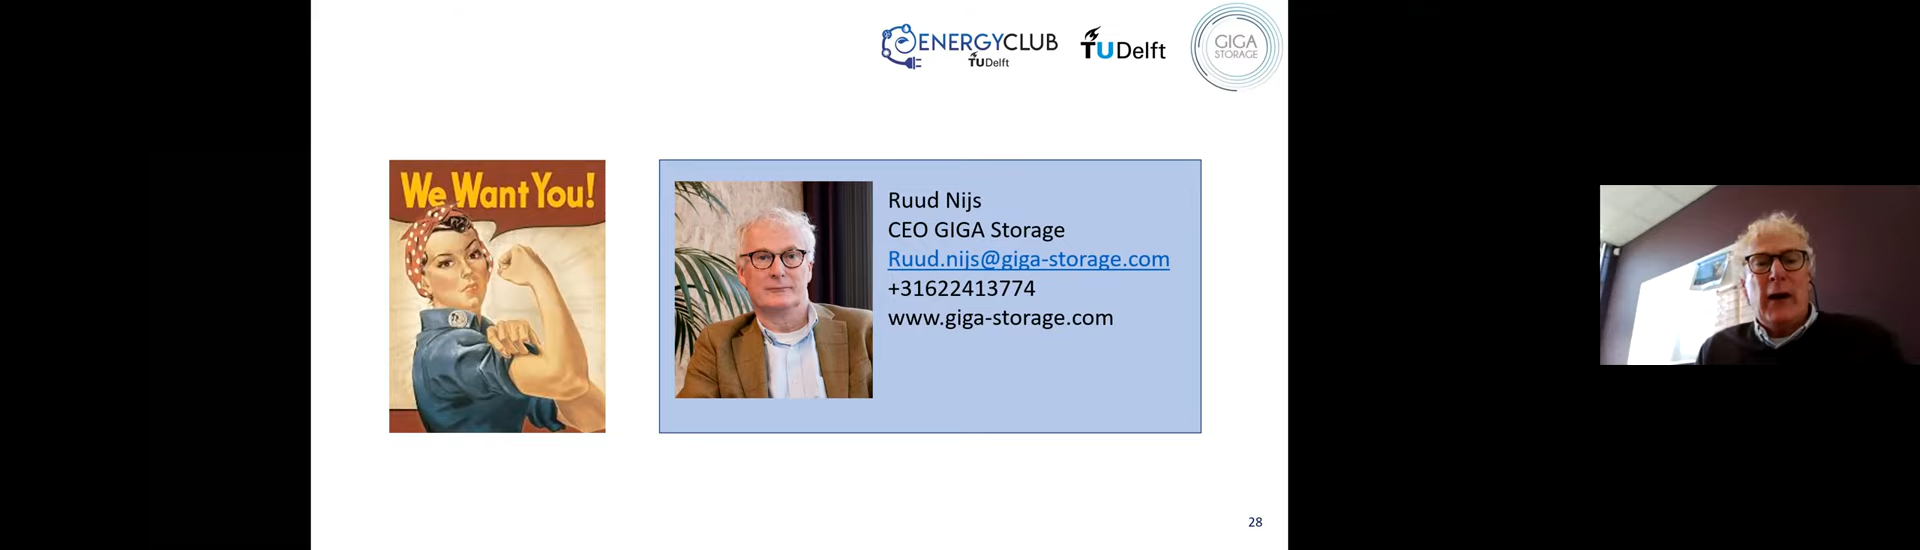 ENERGYCLUB
TUDelft
TUDelft
GIGA
STORAGE
We Want You!
Ruud Nijs
CEO GIGA Storage
Ruud.nijs@giga-storage.com
+31622413774
www.giga-storage.com
28